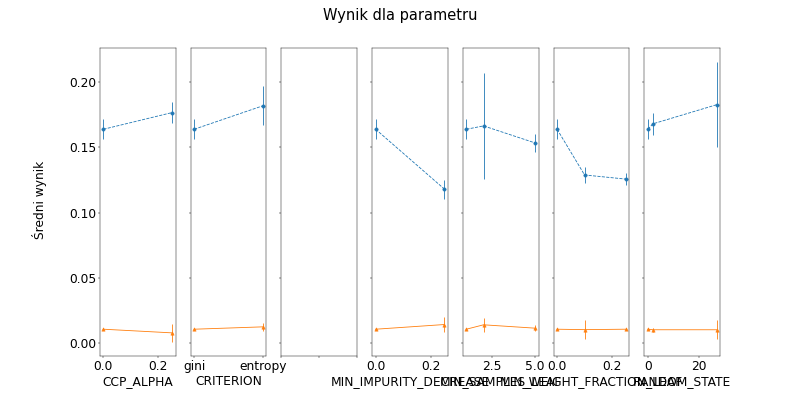 Wynik dla parametru
Średni wynik
0.20
0.15
0.10
0.05
0.00
0.0 0.2
gini entropy
0.0 0.2
2.5 5.0
0.0 0.2
0 20
CCP_ALPHA
CRITERION
MIN_IMPURITY_DECREASE
MIN_SAMPLES_LEAF
MIN_WEIGHT_FRACTION_LEAF
RANDOM_STATE